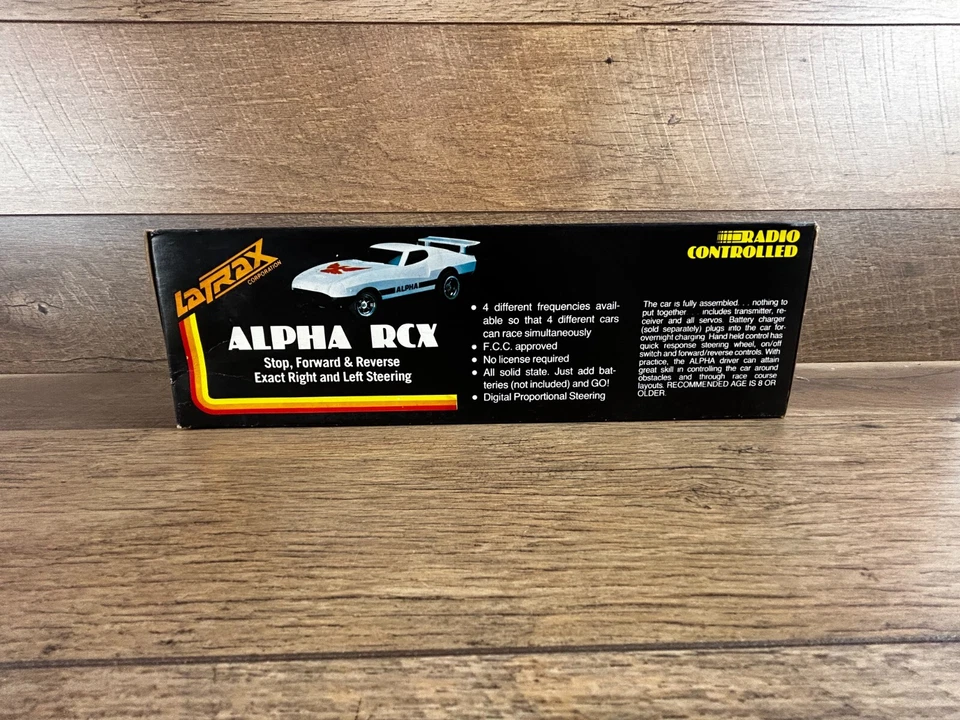 LaTRaX
CORPORATION
ALPHA
ALPHA RCX
Stop, Forward & Reverse
Exact Right and Left Steering
• 4 different frequencies avail-
able so that 4 different cars
can race simultaneously
• F.C.C. approved
• No license required
• All solid state. Just add bat-
teries (not included) and GO!
• Digital Proportional Steering
RADIO
CONTROLLED
The car is fully assembled. . . nothing to
put together . . includes transmitter, re-
ceiver and all servos. Battery charger
(sold separately) plugs into the car for
overnight charging. Hand held control has
quick response steering wheel, on/off
switch and forward/reverse controls. With
practice, the ALPHA driver can attain
great skill in controlling the car around
obstacles and through race course
layouts. RECOMMENDED AGE IS 8 OR
OLDER.